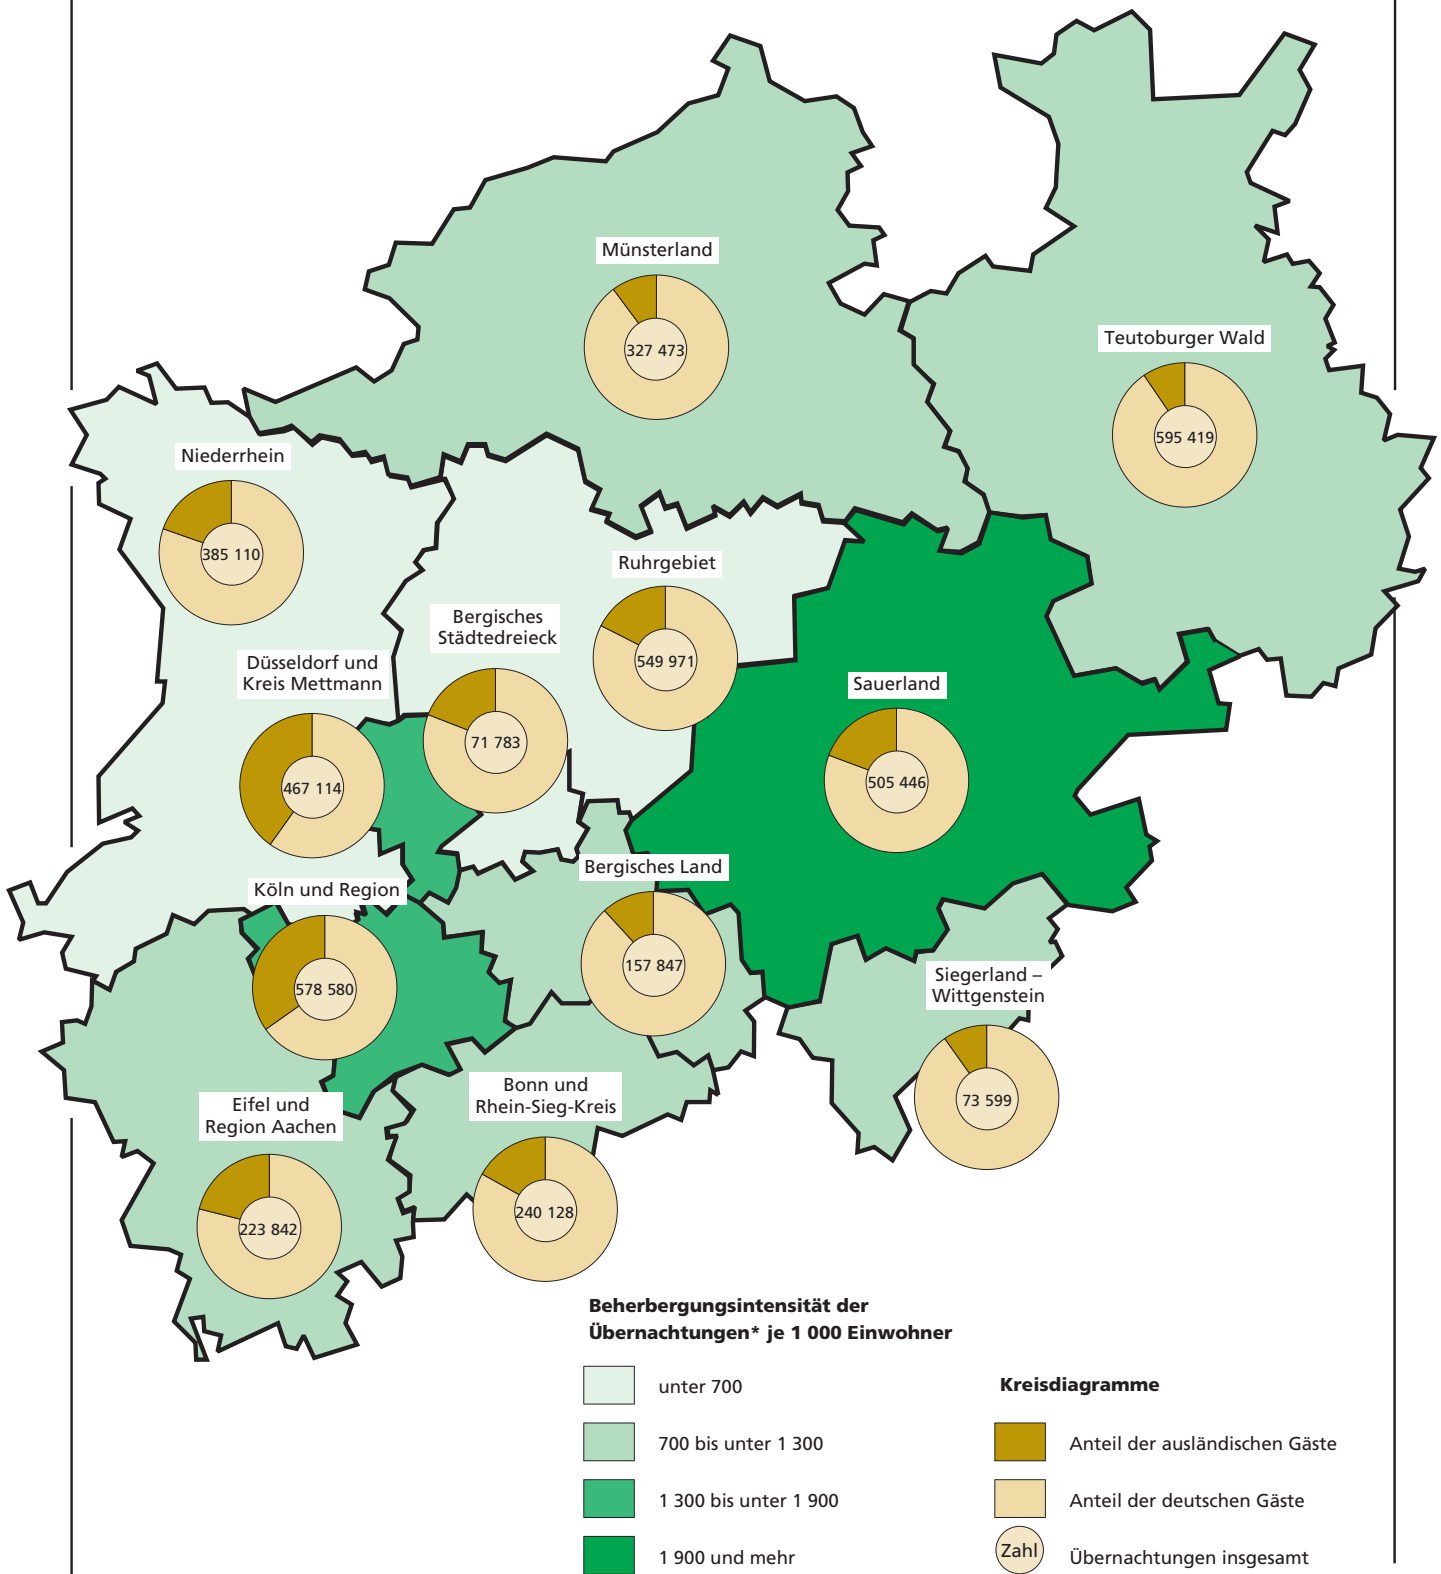 Münsterland
327 473
Teutoburger Wald
595 419
Niederrhein
385 110
Ruhrgebiet
549 971
Bergisches
Städtedreieck
71 783
Düsseldorf und
Kreis Mettmann
467 114
Sauerland
505 446
Bergisches Land
157 847
Köln und Region
578 580
Siegerland –
Wittgenstein
73 599
Bonn und
Rhein-Sieg-Kreis
240 128
Eifel und
Region Aachen
223 842
Beherbergungsintensität der
Übernachtungen* je 1 000 Einwohner
unter 700
700 bis unter 1 300
1 300 bis unter 1 900
1 900 und mehr
Kreisdiagramme
Anteil der ausländischen Gäste
Anteil der deutschen Gäste
Zahl
Übernachtungen insgesamt